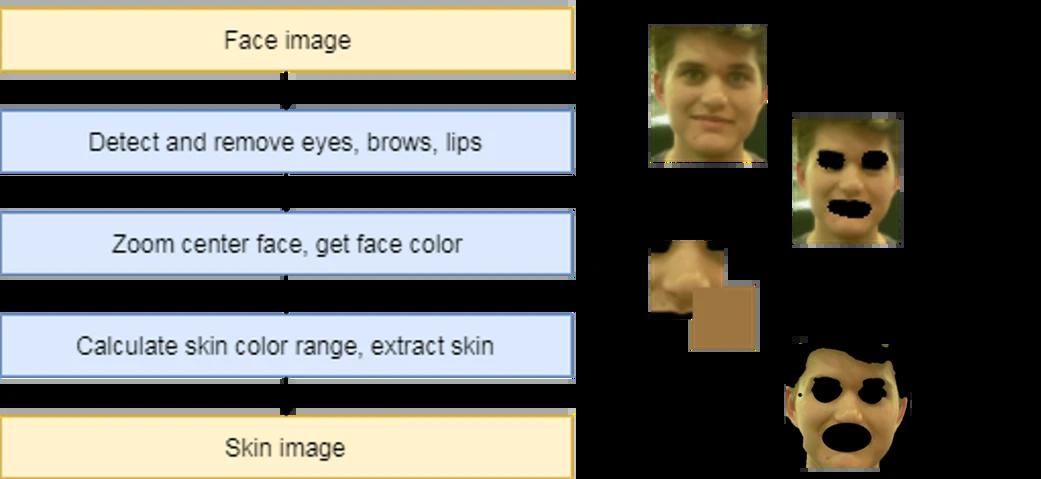 Face image
Detect and remove eyes, brows, lips
Zoom center face, get face color
Calculate skin color range, extract skin
Skin image